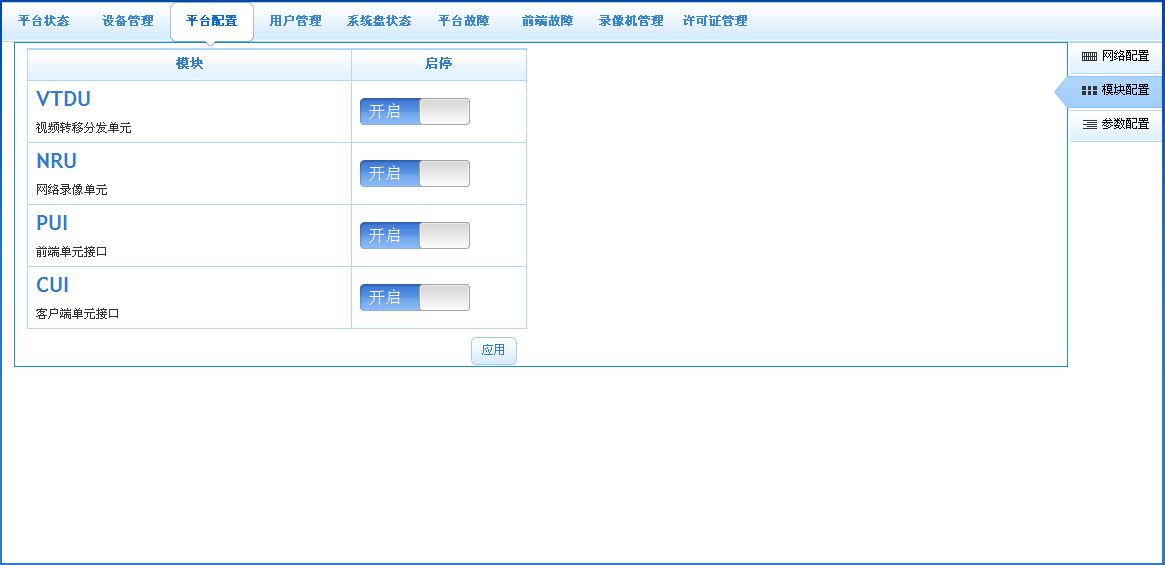 平台状态 设备管理 平台配置 用户管理 系统盘状态 平台故障 前端故障 录像机管理 许可证管理
模块 启停
VTDU
视频转移分发单元
开启
NRU
网络录像单元
开启
PUI
前端单元接口
开启
CUI
客户端单元接口
开启
应用
网络配置
模块配置
参数配置